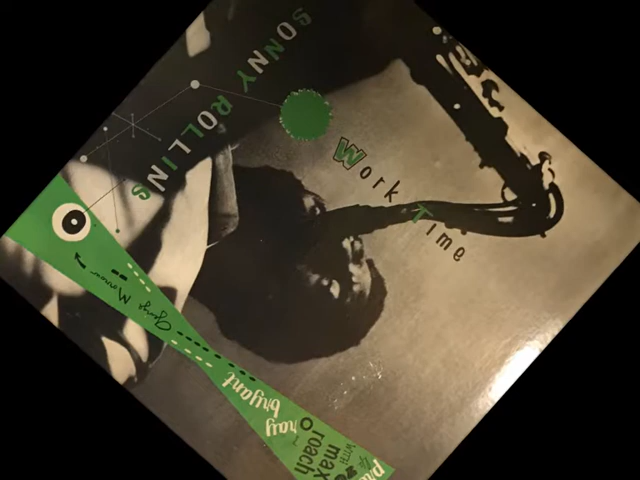 SONNY ROLLINS
Work Time
George Morrow
ray
bryant
max
roach
WITH